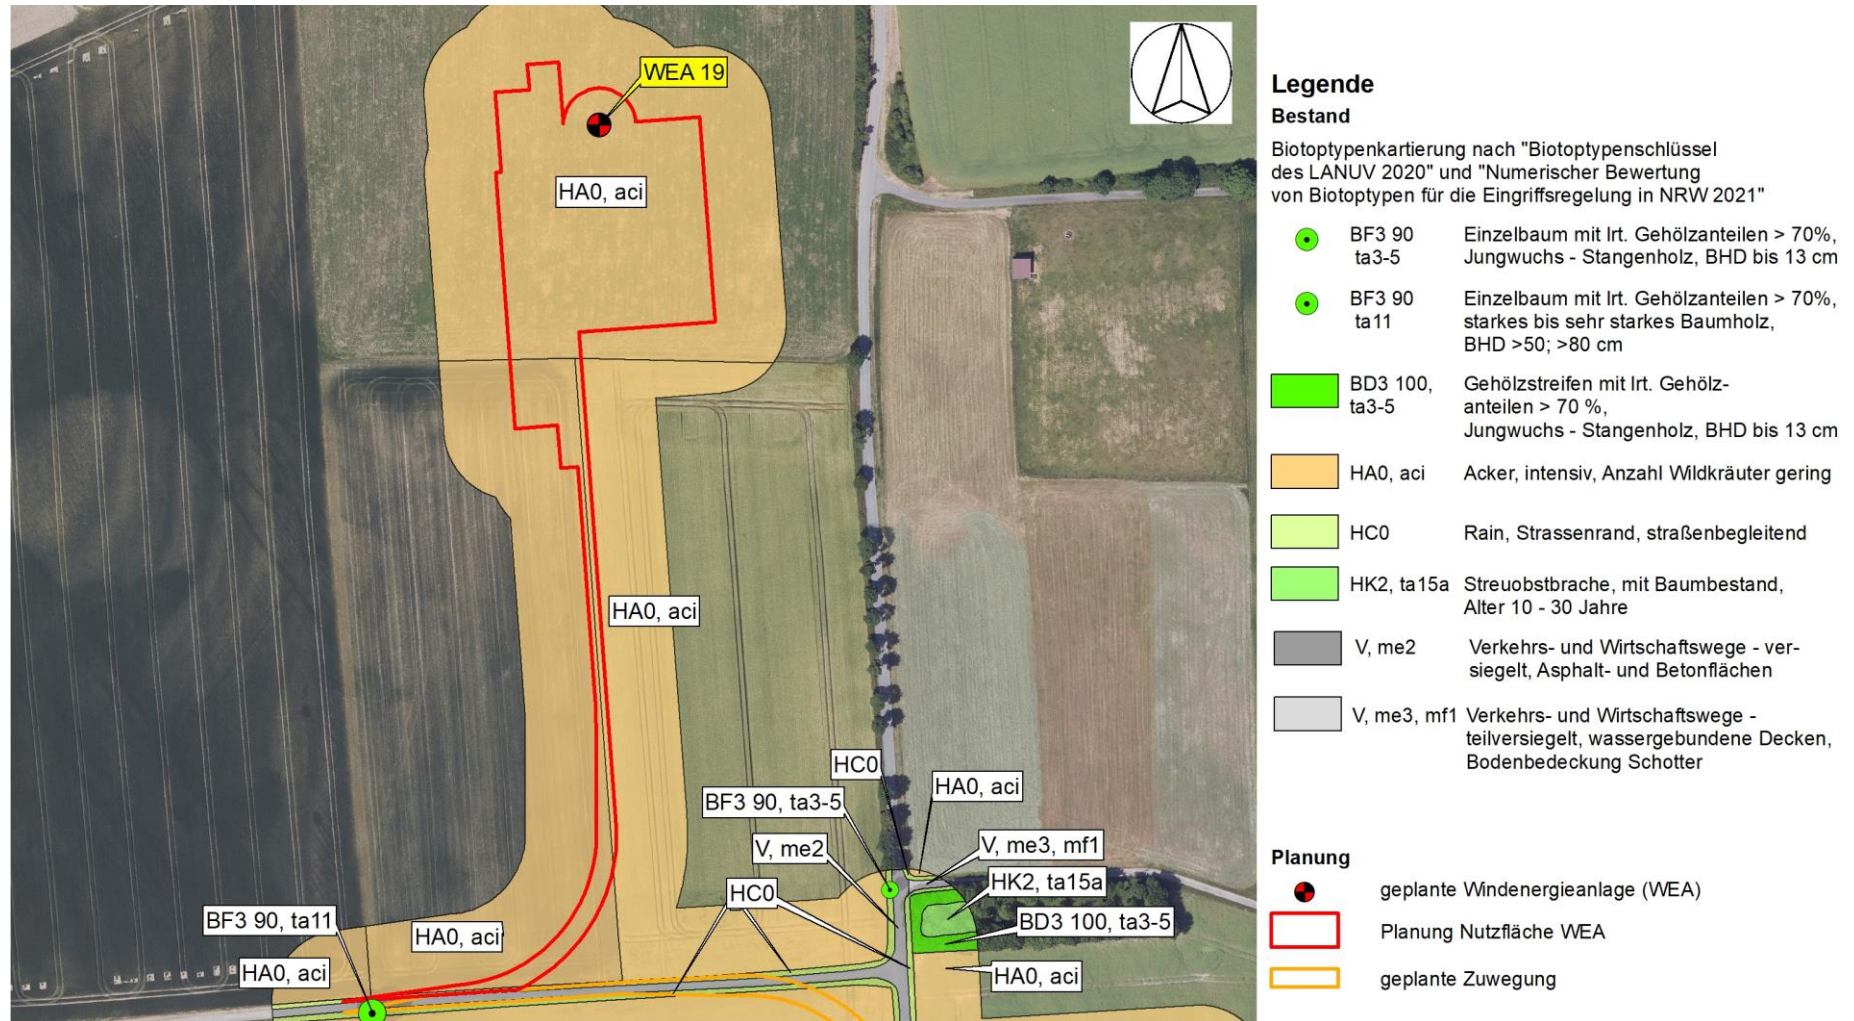 WEA 19
HA0, aci
HA0, aci
HC0
HA0, aci
BF3 90, ta3-5
V, me2
V, me3, mf1
HC0
HK2, ta15a
BF3 90, ta11
BD3 100, ta3-5
HA0, aci
HA0, aci
HA0, aci
Legende
Bestand
Biotoptypenkartierung nach "Biotoptypenschlüssel
des LANUV 2020" und "Numerischer Bewertung
von Biotoptypen für die Eingriffsregelung in NRW 2021"
BF3 90 Einzelbaum mit lrt. Gehölzanteilen > 70%,
ta3-5 Jungwuchs - Stangenholz, BHD bis 13 cm
BF3 90 Einzelbaum mit lrt. Gehölzanteilen > 70%,
ta11 starkes bis sehr starkes Baumholz,
BHD >50; >80 cm
BD3 100, Gehölzstreifen mit lrt. Gehölz-
ta3-5 anteilen > 70 %,
Jungwuchs - Stangenholz, BHD bis 13 cm
HA0, aci Acker, intensiv, Anzahl Wildkräuter gering
HC0 Rain, Strassenrand, straßenbegleitend
HK2, ta15a Streuobstbrache, mit Baumbestand,
Alter 10 - 30 Jahre
V, me2 Verkehrs- und Wirtschaftswege - ver-
siegelt, Asphalt- und Betonflächen
V, me3, mf1 Verkehrs- und Wirtschaftswege -
teilversiegelt, wassergebundene Decken,
Bodenbedeckung Schotter
Planung
geplante Windenergieanlage (WEA)
Planung Nutzfläche WEA
geplante Zuwegung